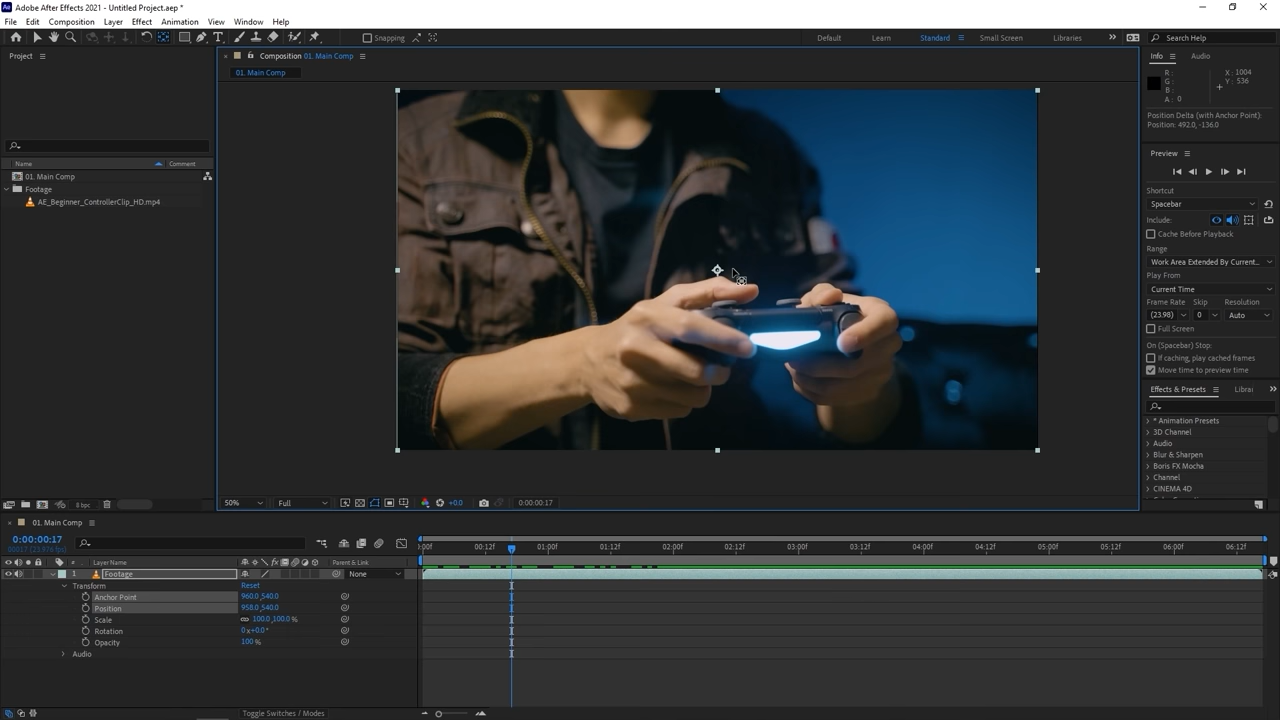 Adobe After Effects 2021 - Untitled Project.aep *
File Edit Composition Layer Effect Animation View Window Help
Snapping Default Learn Standard Small Screen Libraries Search Help
Project
Name Comment
01. Main Comp
Footage
AE_Beginner_ControllerClip_HD.mp4
8 bpc
Composition 01. Main Comp
01. Main Comp
50% Full +0.0 0:00:00:17
Info Audio
R :
G :
B :
A : 0
X : 1004
Y : 536
Position Delta (with Anchor Point):
Position: 492.0, -136.0
Preview
Shortcut
Spacebar
Include:
Cache Before Playback
Range
Work Area Extended By Current...
Play From
Current Time
Frame Rate Skip Resolution
(23.98) 0 Auto
Full Screen
On (Spacebar) Stop:
If caching, play cached frames
Move time to preview time
Effects & Presets Librai
* Animation Presets
3D Channel
Audio
Blur & Sharpen
Boris FX Mocha
Channel
CINEMA 4D
01. Main Comp
0:00:00:17
00017 (23.976 fps)
:00f 00:12f 01:00f 01:12f 02:00f 02:12f 03:00f 03:12f 04:00f 04:12f 05:00f 05:12f 06:00f 06:12f
# Layer Name Parent & Link
1 Footage None
Transform Reset
Anchor Point 960.0,540.0
Position 958.0,540.0
Scale 100.0,100.0 %
Rotation 0 x+0.0 °
Opacity 100 %
Audio
Toggle Switches / Modes